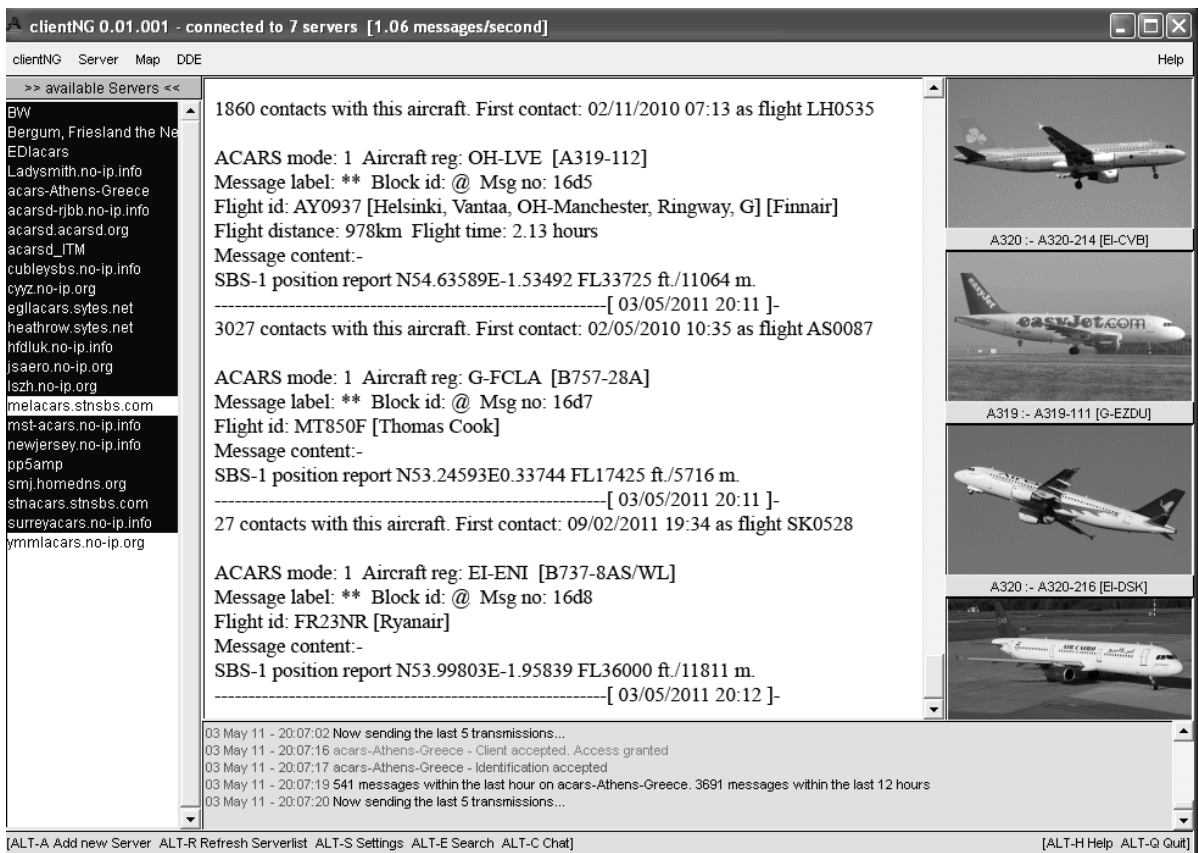 clientNG 0.01.001 - connected to 7 servers [1.06 messages/second]
clientNG Server Map DDE Help
>> available Servers <<
BW
Bergum, Friesland the Ne
EDIacars
Ladysmith.no-ip.info
acars-Athens-Greece
acarsd-rjbb.no-ip.info
acarsd.acarsd.org
acarsd_ITM
cubleysbs.no-ip.info
cyyz.no-ip.org
egllacars.sytes.net
heathrow.sytes.net
hfdluk.no-ip.info
jsaero.no-ip.org
lszh.no-ip.org
melacars.stnsbs.com
mst-acars.no-ip.info
newjersey.no-ip.info
pp5amp
smj.homedns.org
stnacars.stnsbs.com
surreyacars.no-ip.info
ymmlacars.no-ip.org
1860 contacts with this aircraft. First contact: 02/11/2010 07:13 as flight LH0535
ACARS mode: 1 Aircraft reg: OH-LVE [A319-112]
Message label: ** Block id: @ Msg no: 16d5
Flight id: AY0937 [Helsinki, Vantaa, OH-Manchester, Ringway, G] [Finnair]
Flight distance: 978km Flight time: 2.13 hours
Message content:-
SBS-1 position report N54.63589E-1.53492 FL33725 ft./11064 m.
----------------------------------------------------------[ 03/05/2011 20:11 ]-
3027 contacts with this aircraft. First contact: 02/05/2010 10:35 as flight AS0087
ACARS mode: 1 Aircraft reg: G-FCLA [B757-28A]
Message label: ** Block id: @ Msg no: 16d7
Flight id: MT850F [Thomas Cook]
Message content:-
SBS-1 position report N53.24593E0.33744 FL17425 ft./5716 m.
----------------------------------------------------------[ 03/05/2011 20:11 ]-
27 contacts with this aircraft. First contact: 09/02/2011 19:34 as flight SK0528
ACARS mode: 1 Aircraft reg: EI-ENI [B737-8AS/WL]
Message label: ** Block id: @ Msg no: 16d8
Flight id: FR23NR [Ryanair]
Message content:-
SBS-1 position report N53.99803E-1.95839 FL36000 ft./11811 m.
----------------------------------------------------------[ 03/05/2011 20:12 ]-
A320 :- A320-214 [EI-CVB]
easyJet
easyJet.com
A319 :- A319-111 [G-EZDU]
A320 :- A320-216 [EI-DSK]
AIR CAIRO
03 May 11 - 20:07:02 Now sending the last 5 transmissions...
03 May 11 - 20:07:16 acars-Athens-Greece - Client accepted. Access granted
03 May 11 - 20:07:17 acars-Athens-Greece - Identification accepted
03 May 11 - 20:07:19 541 messages within the last hour on acars-Athens-Greece. 3691 messages within the last 12 hours
03 May 11 - 20:07:20 Now sending the last 5 transmissions...
[ALT-A Add new Server ALT-R Refresh Serverlist ALT-S Settings ALT-E Search ALT-C Chat] [ALT-H Help ALT-Q Quit]